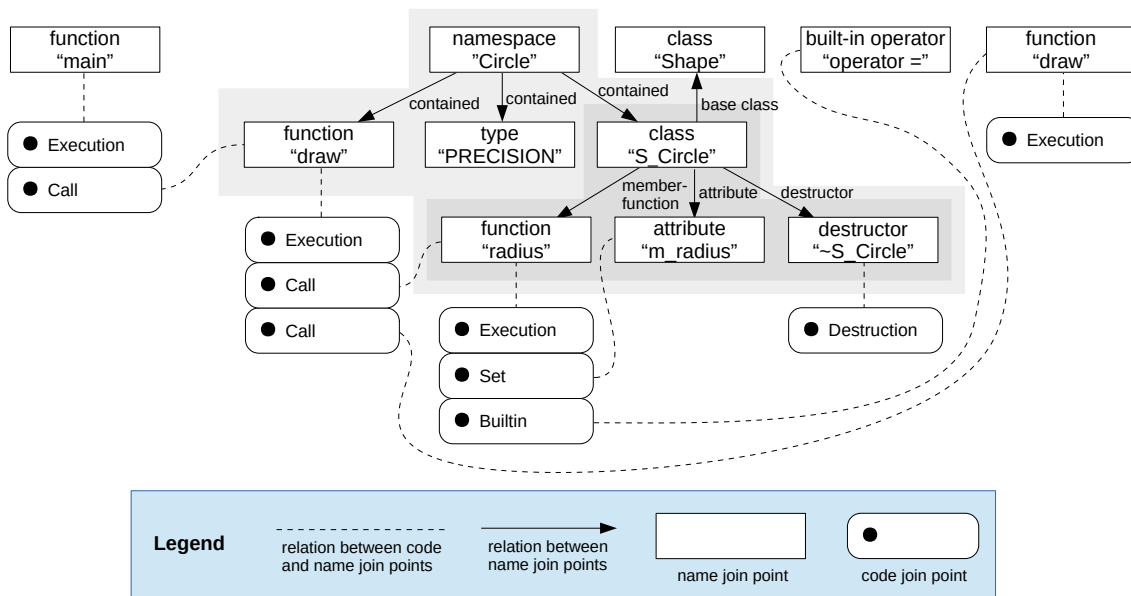 function
“main”
namespace
”Circle”
class
“Shape”
built-in operator
“operator =”
function
“draw”
contained
contained
contained
base class
function
“draw”
type
“PRECISION”
class
“S_Circle”
Execution
Call
Execution
member-
function
attribute
destructor
function
“radius”
attribute
“m_radius”
destructor
“~S_Circle”
Execution
Call
Call
Execution
Set
Builtin
Destruction
Legend
relation between code
and name join points
relation between
name join points
name join point
code join point